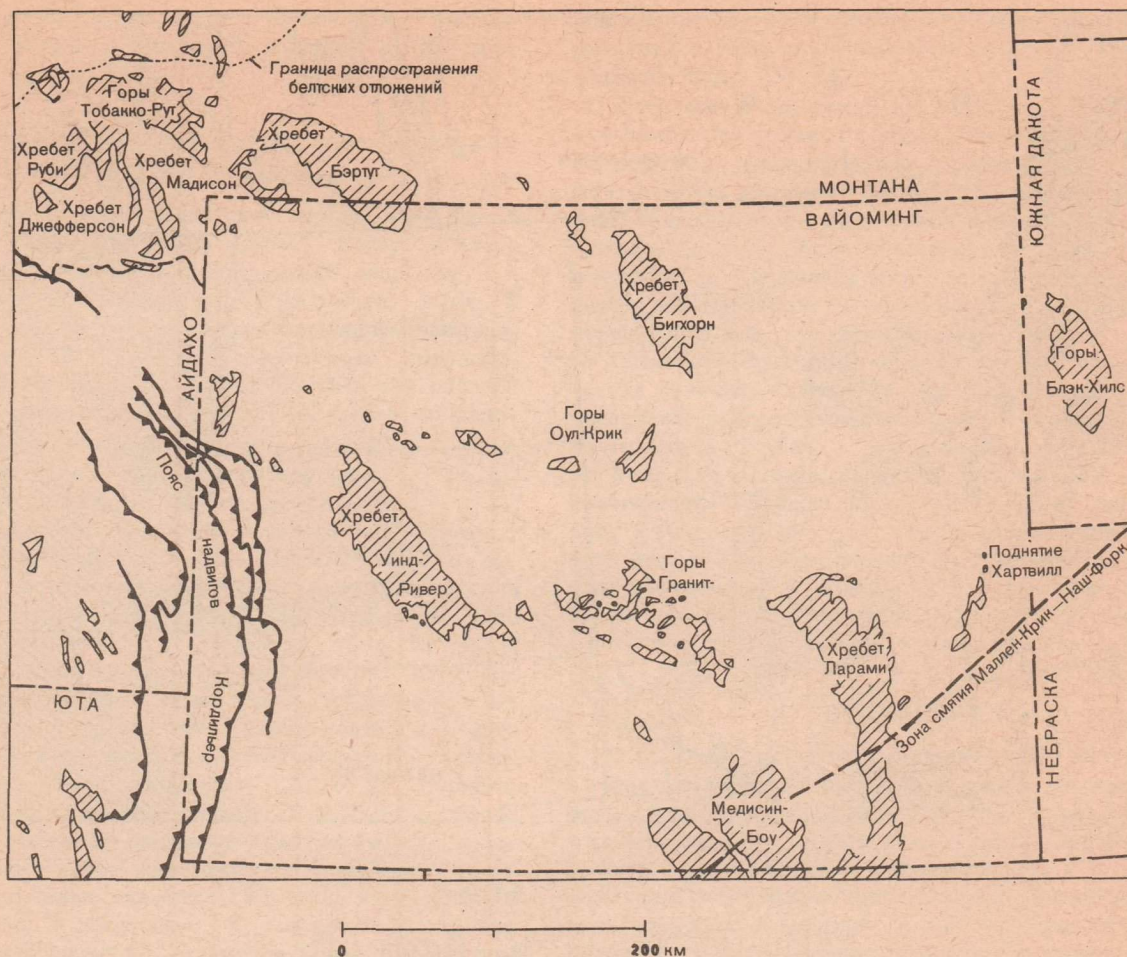 Граница распространения
белтских отложений
Горы
Тобакко-Рут
Хребет
Руби
Хребет
Мадисон
Хребет
Джефферсон
Хребет
Бэртут
МОНТАНА
ВАЙОМИНГ
ЮЖНАЯ ДАКОТА
АЙДАХО
Хребет
Бигхорн
Горы
Блэк-Хилс
Горы
Оул-Крик
Пояс
надвигов
Кордильер
Хребет
Уинд-
Ривер
Горы
Гранит-
Поднятие
Хартвилл
Хребет
Ларами
Зона смятия Маллен-Крик—Наш-Форк
ЮТА
НЕБРАСКА
Медисин-
Боу
0
200 км